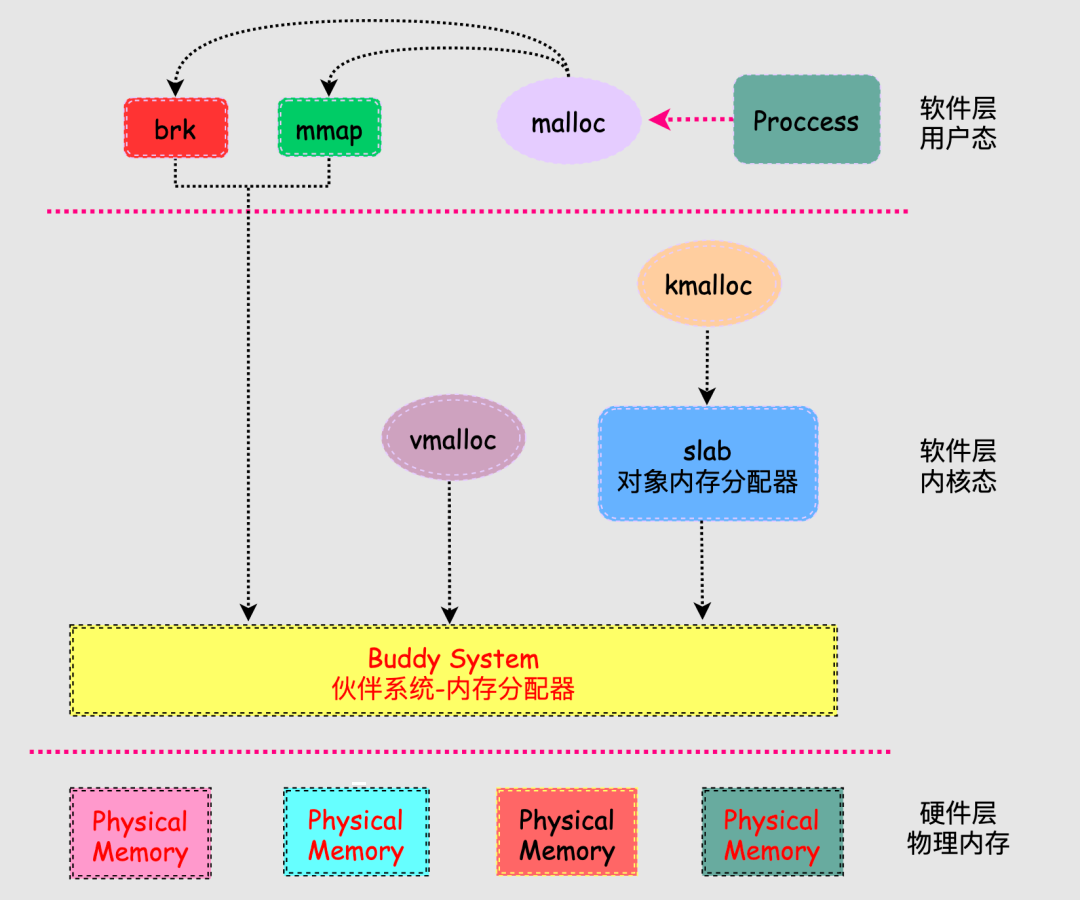 brk
mmap
malloc
Proccess
软件层
用户态
kmalloc
vmalloc
slab
对象内存分配器
软件层
内核态
Buddy System
伙伴系统-内存分配器
Physical
Memory
Physical
Memory
Physical
Memory
Physical
Memory
硬件层
物理内存